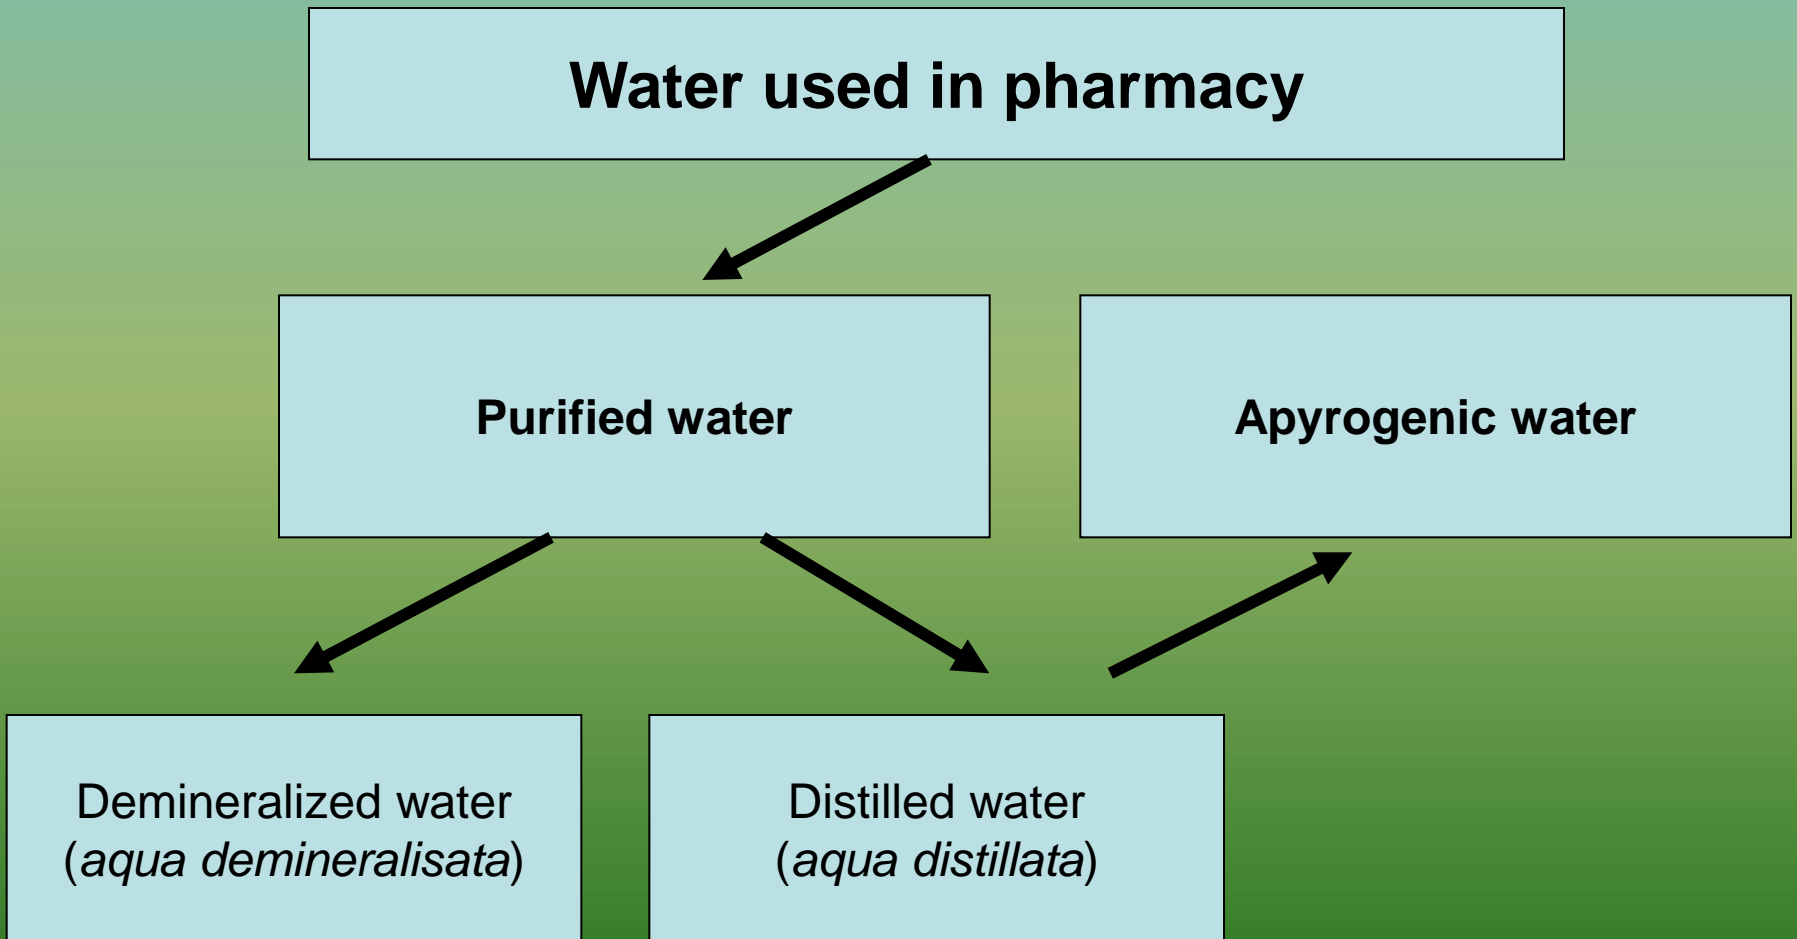 Water used in pharmacy
Purified water
Apyrogenic water
Demineralized water
(aqua demineralisata)
Distilled water
(aqua distillata)